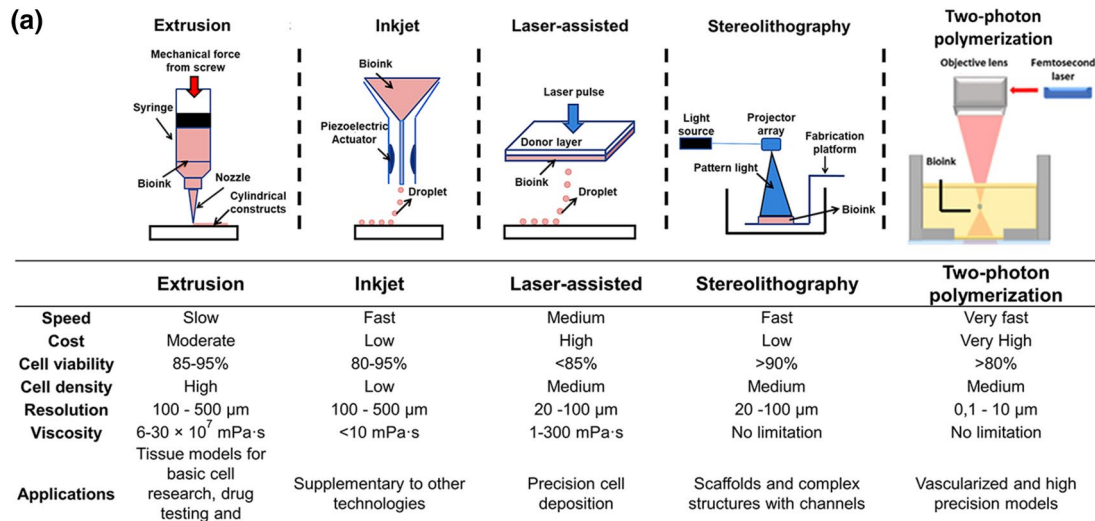 (a)
Extrusion
Inkjet
Laser-assisted
Stereolithography
Two-photon
polymerization
Mechanical force
from screw
Syringe
Bioink
Nozzle
Cylindrical
constructs
Bioink
Piezoelectric
Actuator
Droplet
Laser pulse
Donor layer
Bioink
Droplet
Light
source
Projector
array
Fabrication
platform
Pattern light
Bioink
Objective lens
Femtosecond
laser
Bioink
Extrusion Inkjet Laser-assisted Stereolithography Two-photon
polymerization
Speed Slow Fast Medium Fast Very fast
Cost Moderate Low High Low Very High
Cell viability 85-95% 80-95% <85% >90% >80%
Cell density High Low Medium Medium Medium
Resolution 100 - 500 µm 100 - 500 µm 20 -100 µm 20 -100 µm 0,1 - 10 µm
Viscosity 6-30 × 10⁷ mPa·s <10 mPa·s 1-300 mPa·s No limitation No limitation
Applications
Tissue models for
basic cell
research, drug
testing and
Supplementary to other
technologies
Precision cell
deposition
Scaffolds and complex
structures with channels
Vascularized and high
precision models